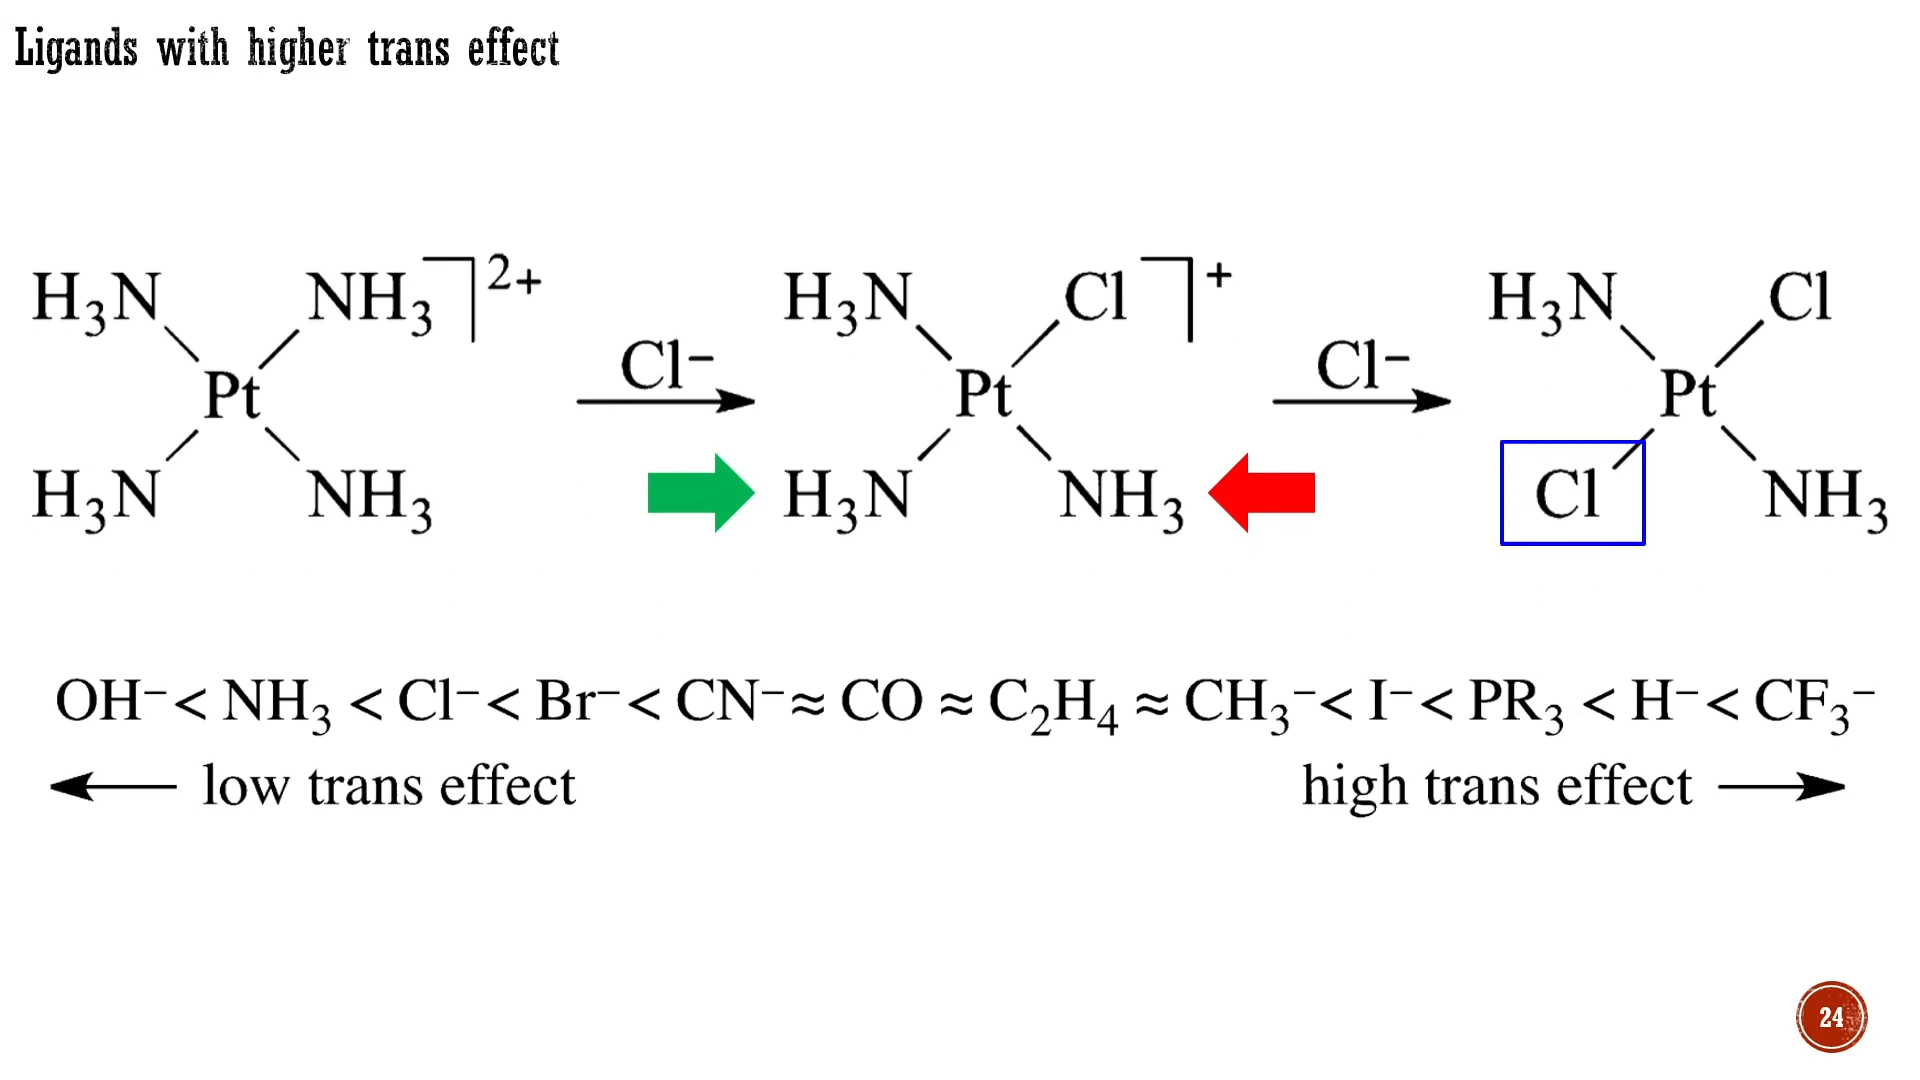 Ligands with higher trans effect
H₃N NH₃ ²⁺ H₃N Cl ⁺ H₃N Cl
Cl⁻ Cl⁻
Pt Pt Pt
H₃N NH₃ H₃N NH₃ Cl NH₃
OH⁻ < NH₃ < Cl⁻ < Br⁻ < CN⁻ ≈ CO ≈ C₂H₄ ≈ CH₃⁻ < I⁻ < PR₃ < H⁻ < CF₃⁻
low trans effect high trans effect
24